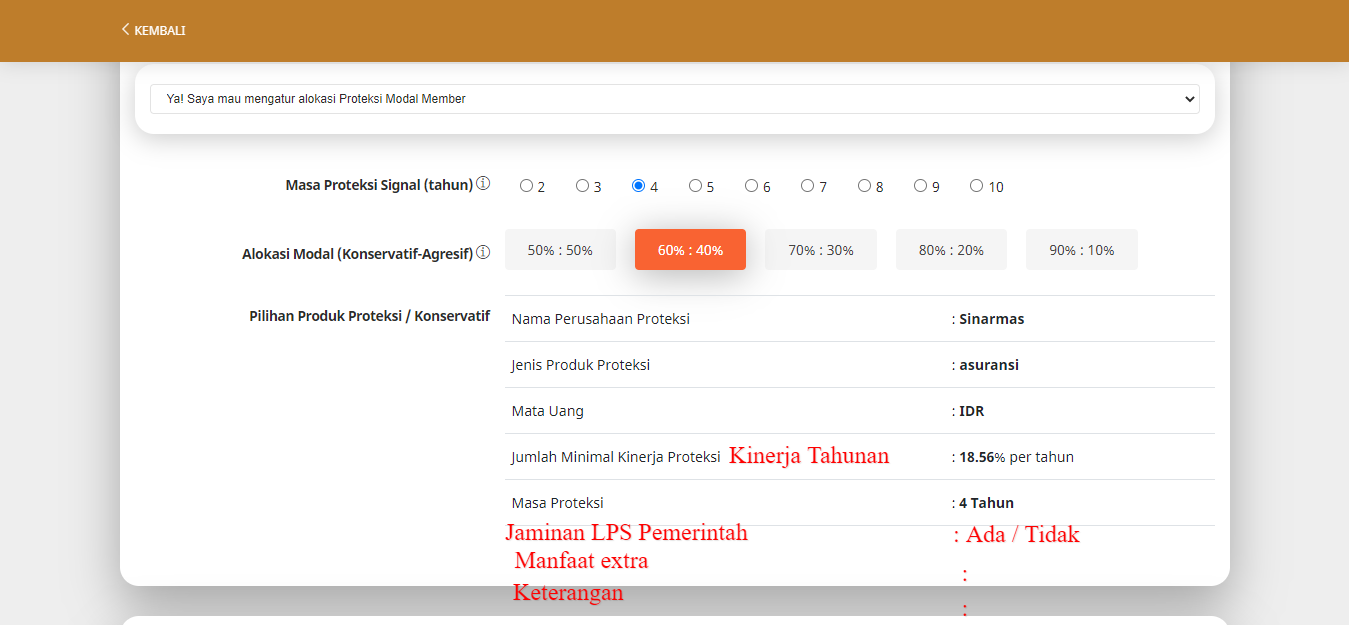 KEMBALI
Ya! Saya mau mengatur alokasi Proteksi Modal Member
Masa Proteksi Signal (tahun) 2 3 4 5 6 7 8 9 10
Alokasi Modal (Konservatif-Agresif) 50% : 50% 60% : 40% 70% : 30% 80% : 20% 90% : 10%
Pilihan Produk Proteksi / Konservatif Nama Perusahaan Proteksi : Sinarmas
Jenis Produk Proteksi : asuransi
Mata Uang : IDR
Jumlah Minimal Kinerja Proteksi Kinerja Tahunan : 18.56% per tahun
Masa Proteksi : 4 Tahun
Jaminan LPS Pemerintah : Ada / Tidak
Manfaat extra :
Keterangan :